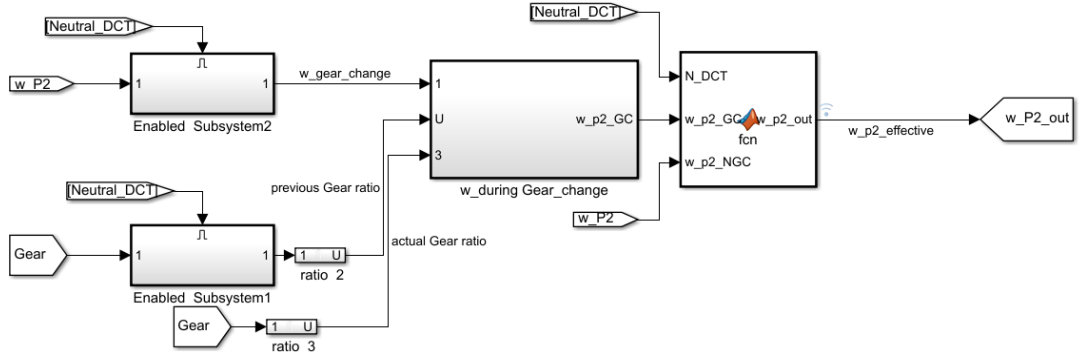 [Neutral_DCT]
w_P2
1
1
Enabled Subsystem2
w_gear_change
1
U
3
w_p2_GC
w_during Gear_change
[Neutral_DCT]
N_DCT
w_p2_GC
w_p2_NGC
w_p2_out
fcn
w_P2
w_p2_effective
w_P2_out
previous Gear ratio
actual Gear ratio
[Neutral_DCT]
Gear
1
1
Enabled Subsystem1
1 U
ratio 2
Gear
1 U
ratio 3